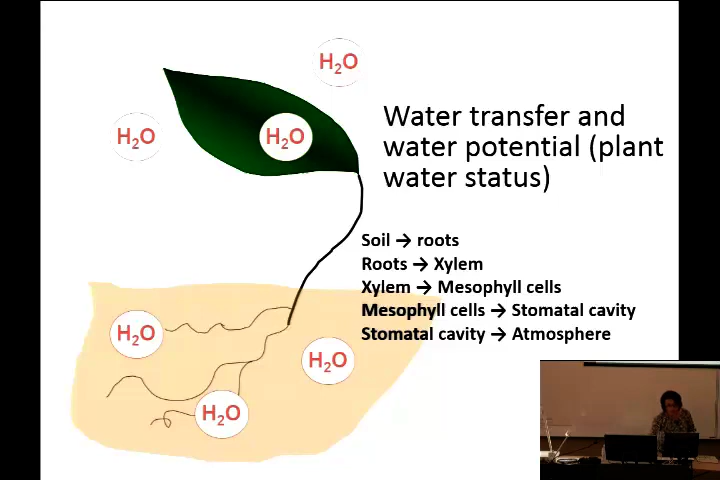 H₂O
H₂O
H₂O
Water transfer and
water potential (plant
water status)
Soil → roots
Roots → Xylem
Xylem → Mesophyll cells
Mesophyll cells → Stomatal cavity
Stomatal cavity → Atmosphere
H₂O
H₂O
H₂O